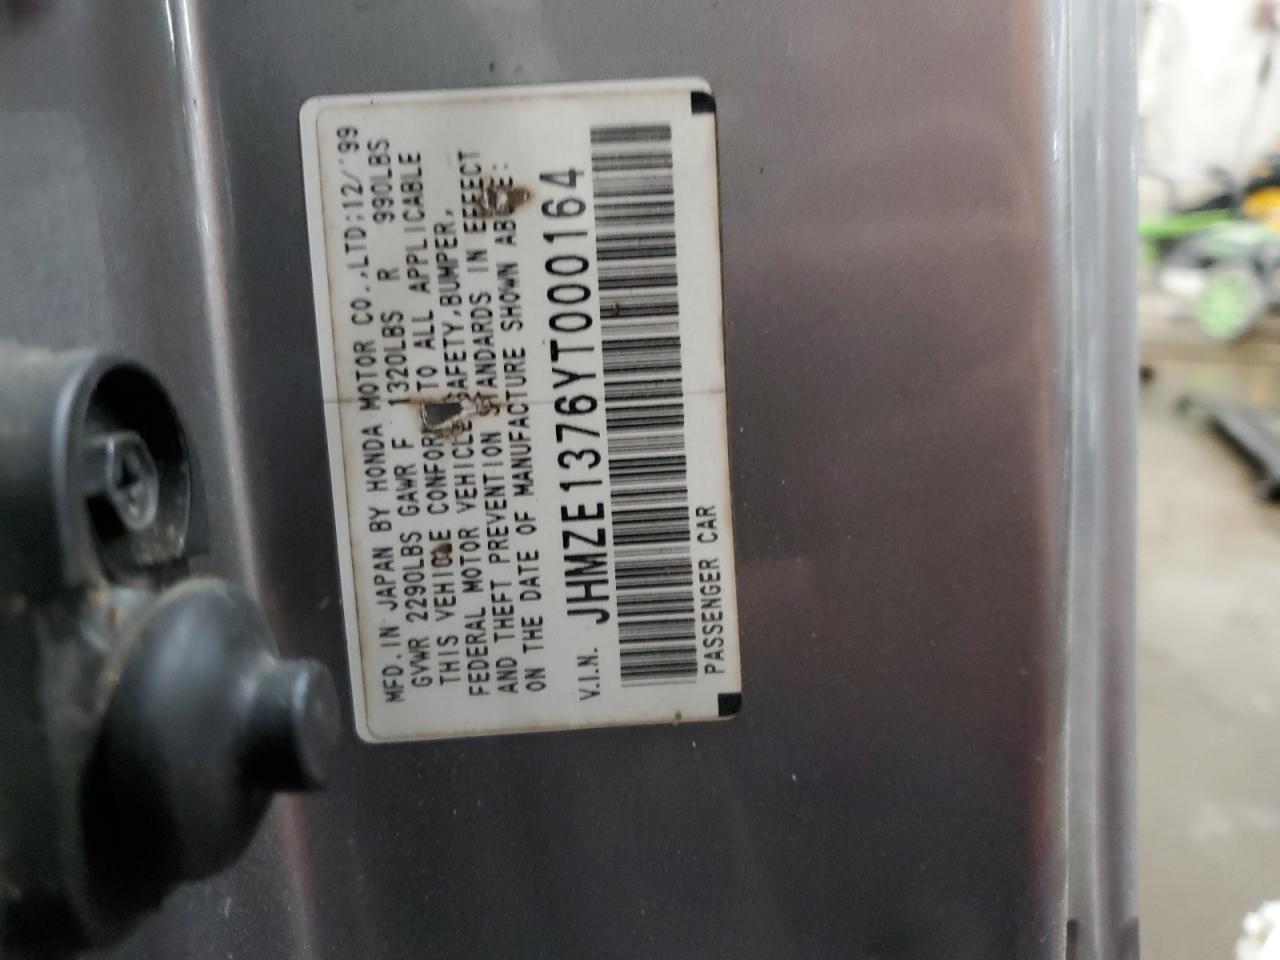 MFD. IN JAPAN BY HONDA MOTOR CO.,LTD:12/'99
GVWR 2290LBS GAWR F 1320LBS R 990LBS
THIS VEHICLE CONFOR TO ALL APPLICABLE
FEDERAL MOTOR VEHICLE SAFETY,BUMPER,
AND THEFT PREVENTION STANDARDS IN EFFECT
ON THE DATE OF MANUFACTURE SHOWN ABOVE:
V.I.N. JHMZE1376YT000164
PASSENGER CAR